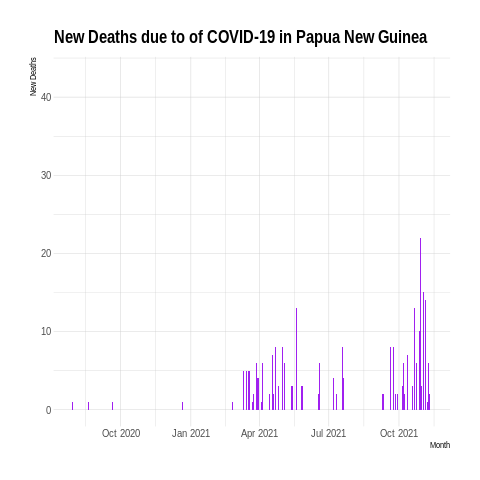 New Deaths due to of COVID-19 in Papua New Guinea
New Deaths
40
30
20
10
0
Oct 2020 Jan 2021 Apr 2021 Jul 2021 Oct 2021
Month